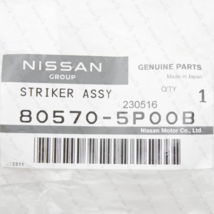 NISSAN
GROUP
GENUINE PARTS
Made in Japan
STRIKER ASSY
QTY
230516
1
80570-5P00B
Nissan Motor Co., Ltd.